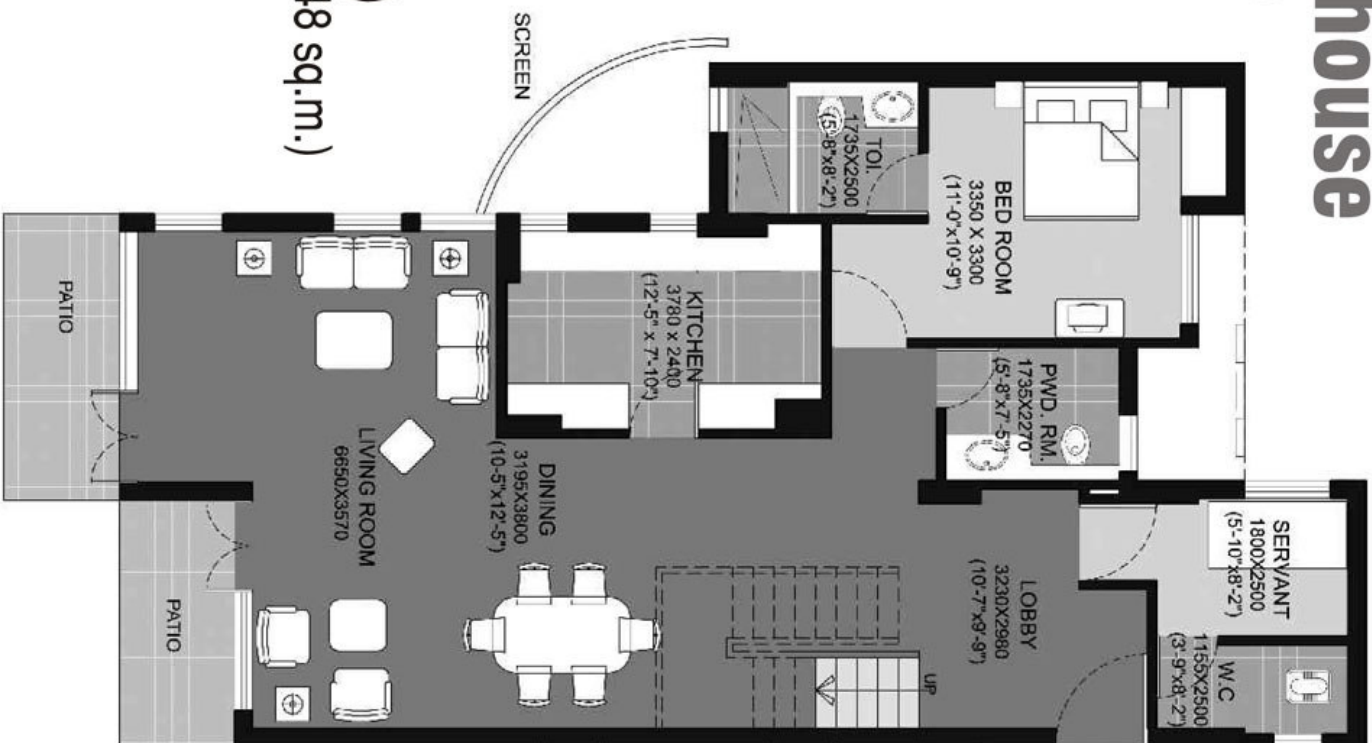 house
48 sq.m.)
SCREEN
TOI.
1735X2500
(5'-8"x8'-2")
BED ROOM
3350 X 3300
(11'-0"x10'-9")
KITCHEN
3780 x 2400
(12'-5" x 7'-10")
PWD. RM.
1735X2270
(5'-8"x7'-5")
PATIO
LIVING ROOM
6650X3570
DINING
3195X3800
(10-5"x12'-5")
LOBBY
3230X2980
(10'-7"x9'-9")
SERVANT
1800X2500
(5'-10"x8'-2")
W.C
1155X2500
(3'-9"x8'-2")
UP
PATIO